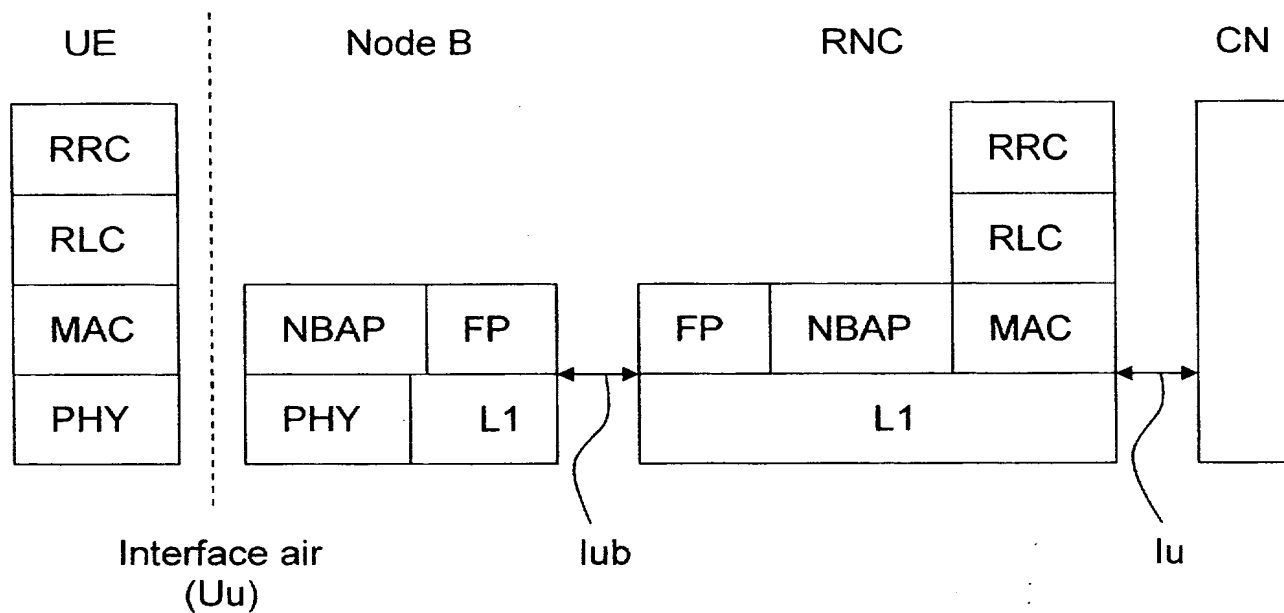 UE
Node B
RNC
CN
RRC
RRC
RLC
RLC
MAC
NBAP
FP
FP
NBAP
MAC
PHY
PHY
L1
L1
Interface air
(Uu)
Iub
Iu